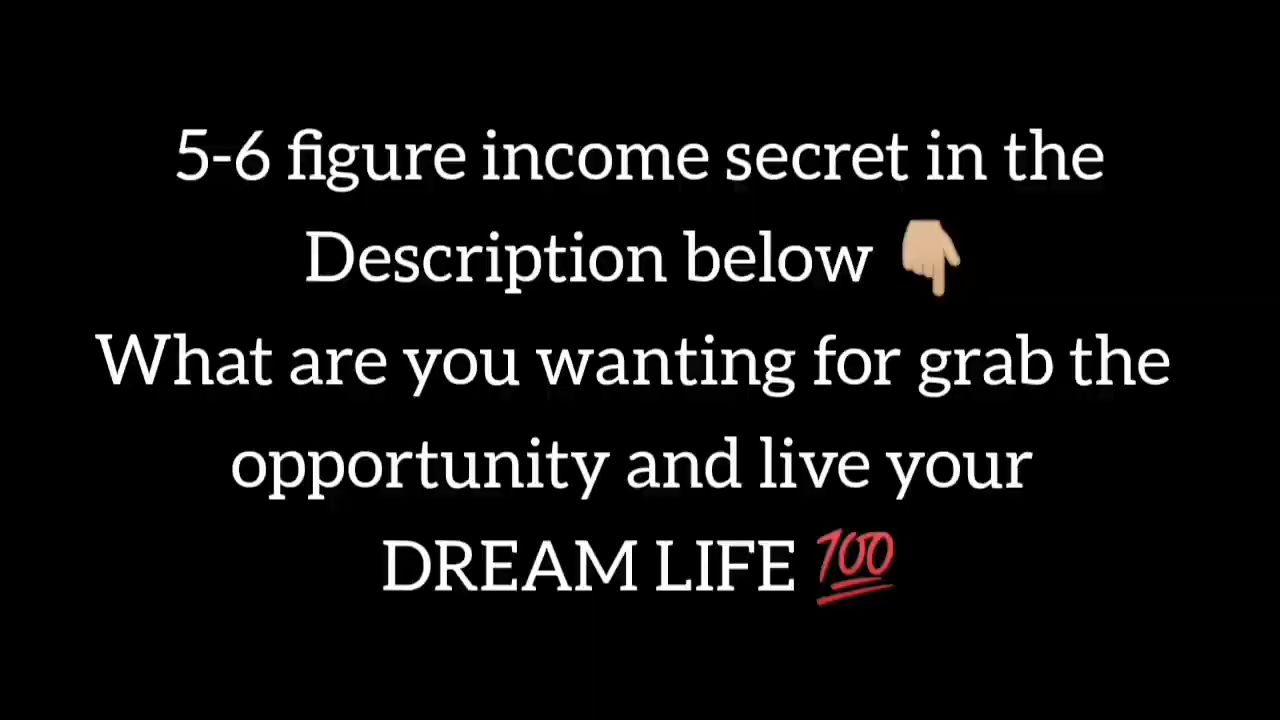 5-6 figure income secret in the
Description below 👇🏼
What are you wanting for grab the
opportunity and live your
DREAM LIFE 💯